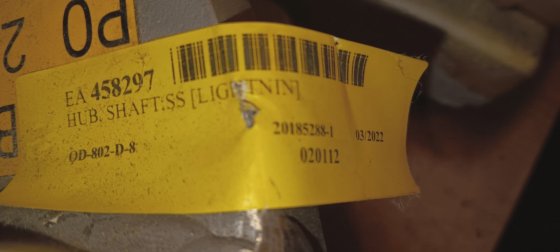 PO 2
B
EA 458297
HUB, SHAFT:SS [LIGHTNIN]
20185288-1 03/2022
OD-802-D-8
020112